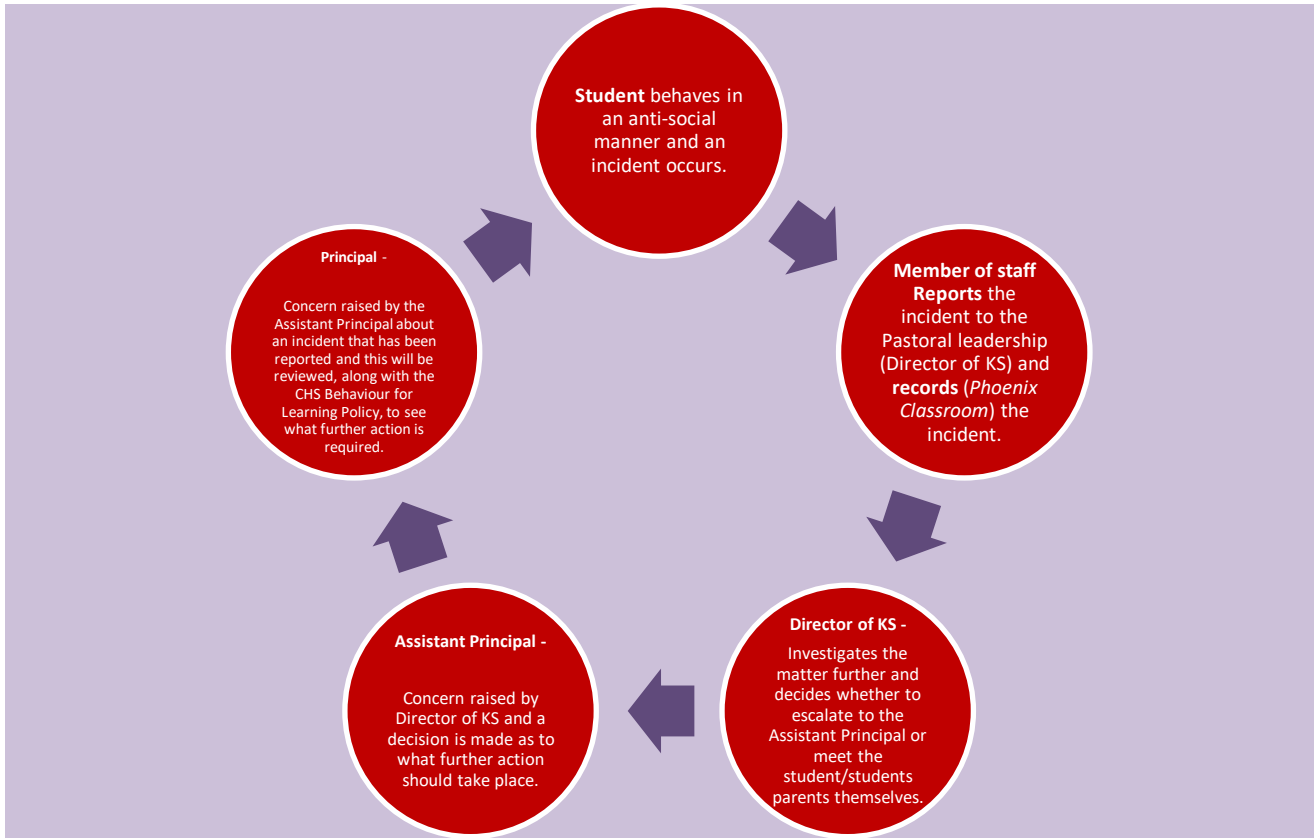 Student behaves in
an anti-social
manner and an
incident occurs.
Member of staff
Reports the
incident to the
Pastoral leadership
(Director of KS) and
records (Phoenix
Classroom) the
incident.
Director of KS -
Investigates the
matter further and
decides whether to
escalate to the
Assistant Principal or
meet the
student/students
parents themselves.
Assistant Principal -
Concern raised by
Director of KS and a
decision is made as to
what further action
should take place.
Principal -
Concern raised by the
Assistant Principal about
an incident that has been
reported and this will be
reviewed, along with the
CHS Behaviour for
Learning Policy, to see
what further action is
required.